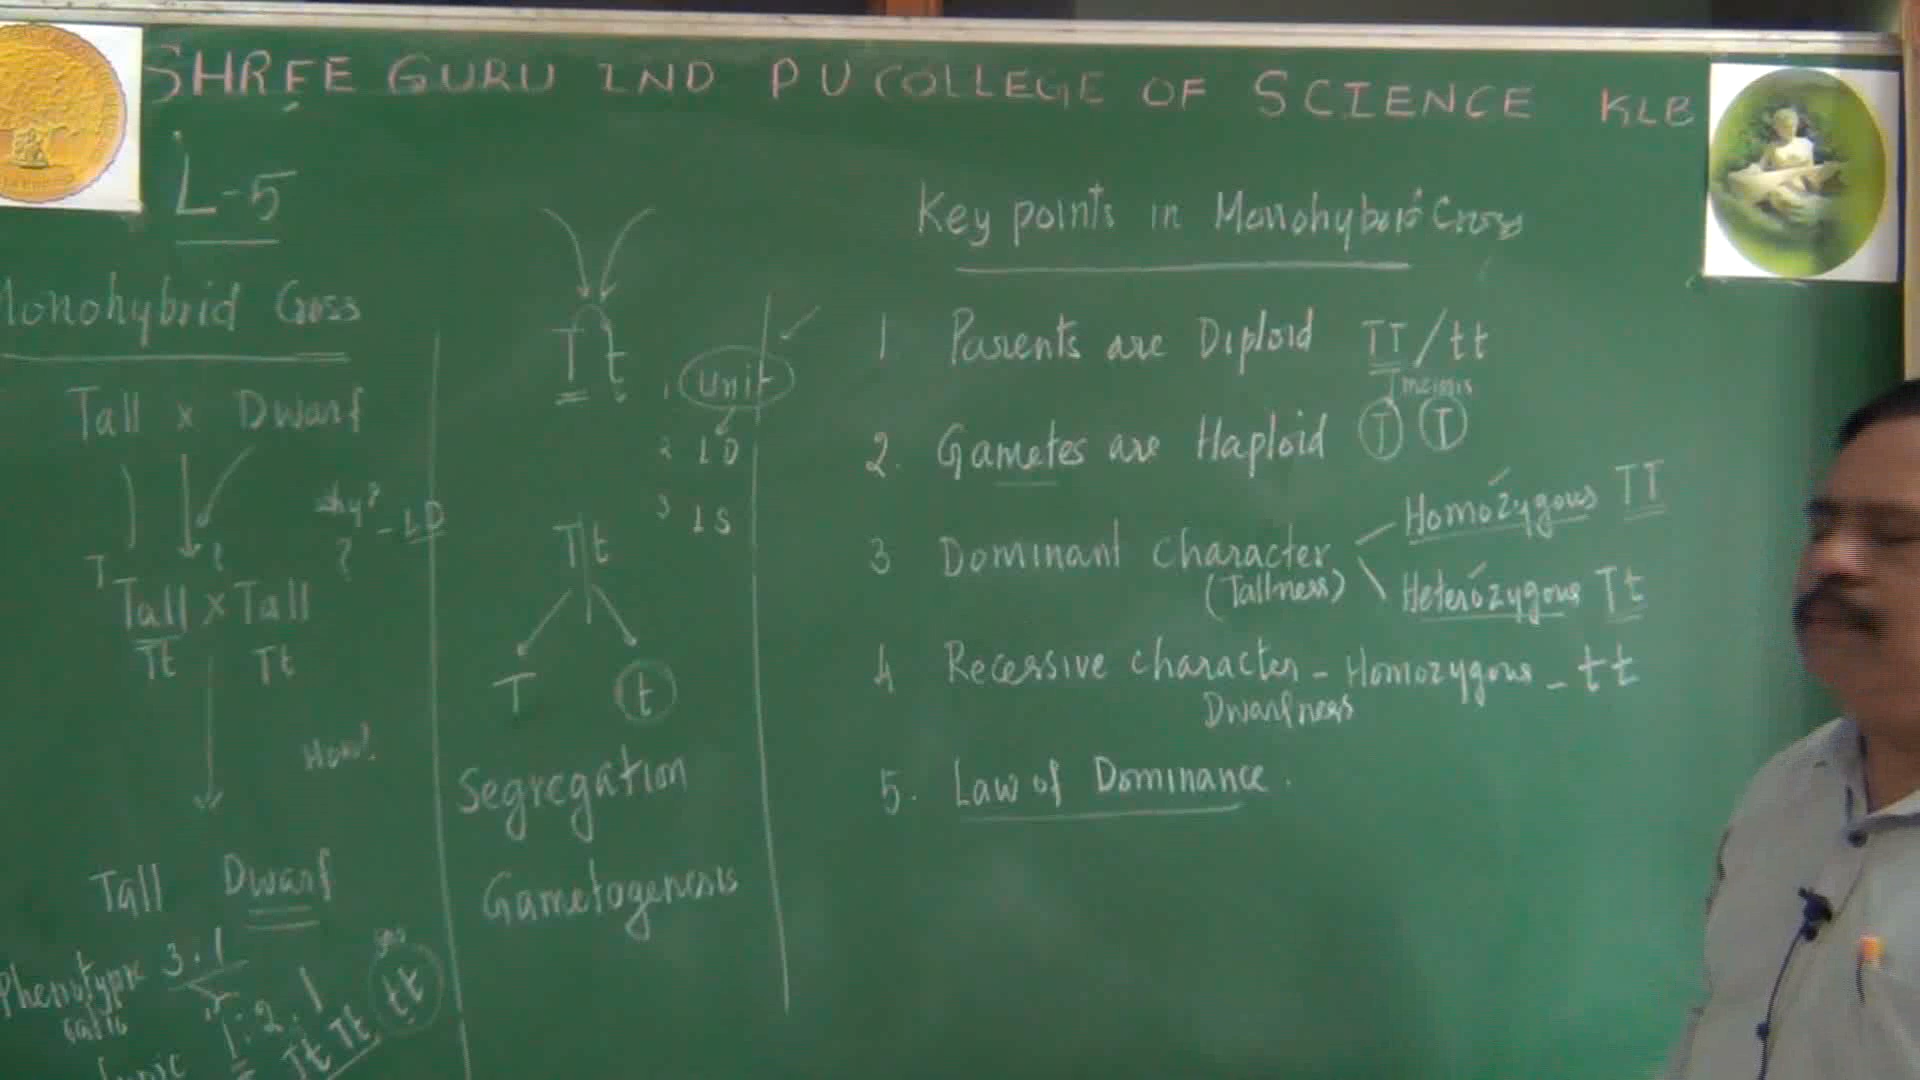 SHREE GURU IND PU COLLEGE OF SCIENCE KLB
L-5
Monohybrid Cross
Tall x Dwarf
why? - LD
?
T
Tall x Tall
Tt Tt
How?
Tall Dwarf
Phenotypic 3:1
ratio
1:2:1
Tt tt
T t
1 Unit
2 LD
3 LS
T t
T t
Segregation
Gametogenesis
Key points in Monohybrid Cross
1 Parents are Diploid TT/tt
meiosis
2. Gametes are Haploid T T
3 Dominant character Homozygous TT
(Tallness) Heterozygous Tt
4 Recessive character - Homozygous - tt
Dwarfness
5. Law of Dominance.